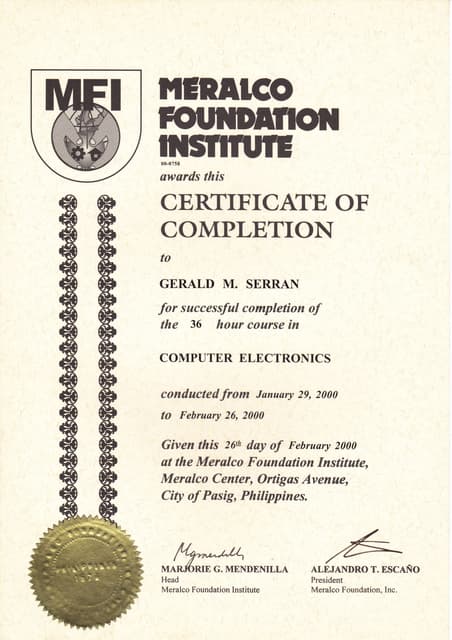 MFI
MERALCO
FOUNDATION
INSTITUTE
00-0758
awards this
CERTIFICATE OF
COMPLETION
to
GERALD M. SERRAN
for successful completion of
the 36 hour course in
COMPUTER ELECTRONICS
conducted from January 29, 2000
to February 26, 2000
Given this 26th day of February 2000
at the Meralco Foundation Institute,
Meralco Center, Ortigas Avenue,
City of Pasig, Philippines.
MARJORIE G. MENDENILLA
Head
Meralco Foundation Institute
ALEJANDRO T. ESCAÑO
President
Meralco Foundation, Inc.